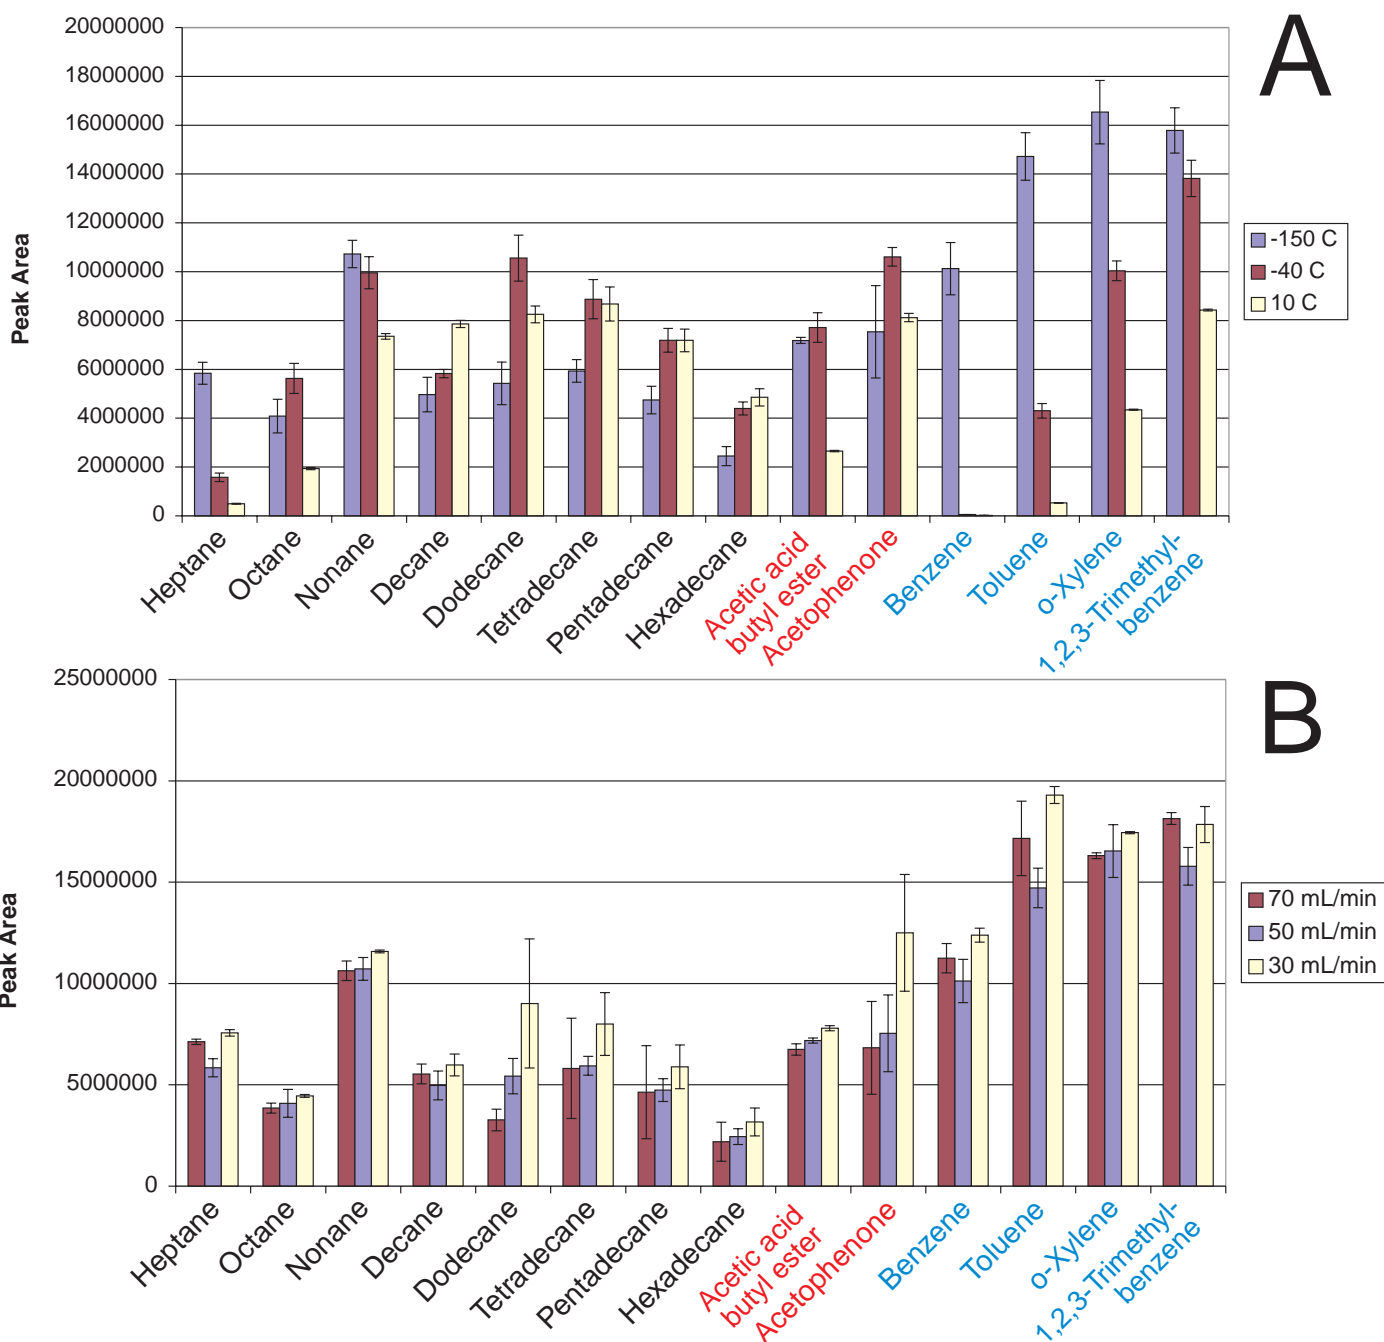 A
20000000
18000000
16000000
14000000
12000000
10000000
8000000
6000000
4000000
2000000
0
Peak Area
-150 C
-40 C
10 C
Heptane
Octane
Nonane
Decane
Dodecane
Tetradecane
Pentadecane
Hexadecane
Acetic acid
butyl ester
Acetophenone
Benzene
Toluene
o-Xylene
1,2,3-Trimethyl-
benzene
B
25000000
20000000
15000000
10000000
5000000
0
Peak Area
70 mL/min
50 mL/min
30 mL/min
Heptane
Octane
Nonane
Decane
Dodecane
Tetradecane
Pentadecane
Hexadecane
Acetic acid
butyl ester
Acetophenone
Benzene
Toluene
o-Xylene
1,2,3-Trimethyl-
benzene